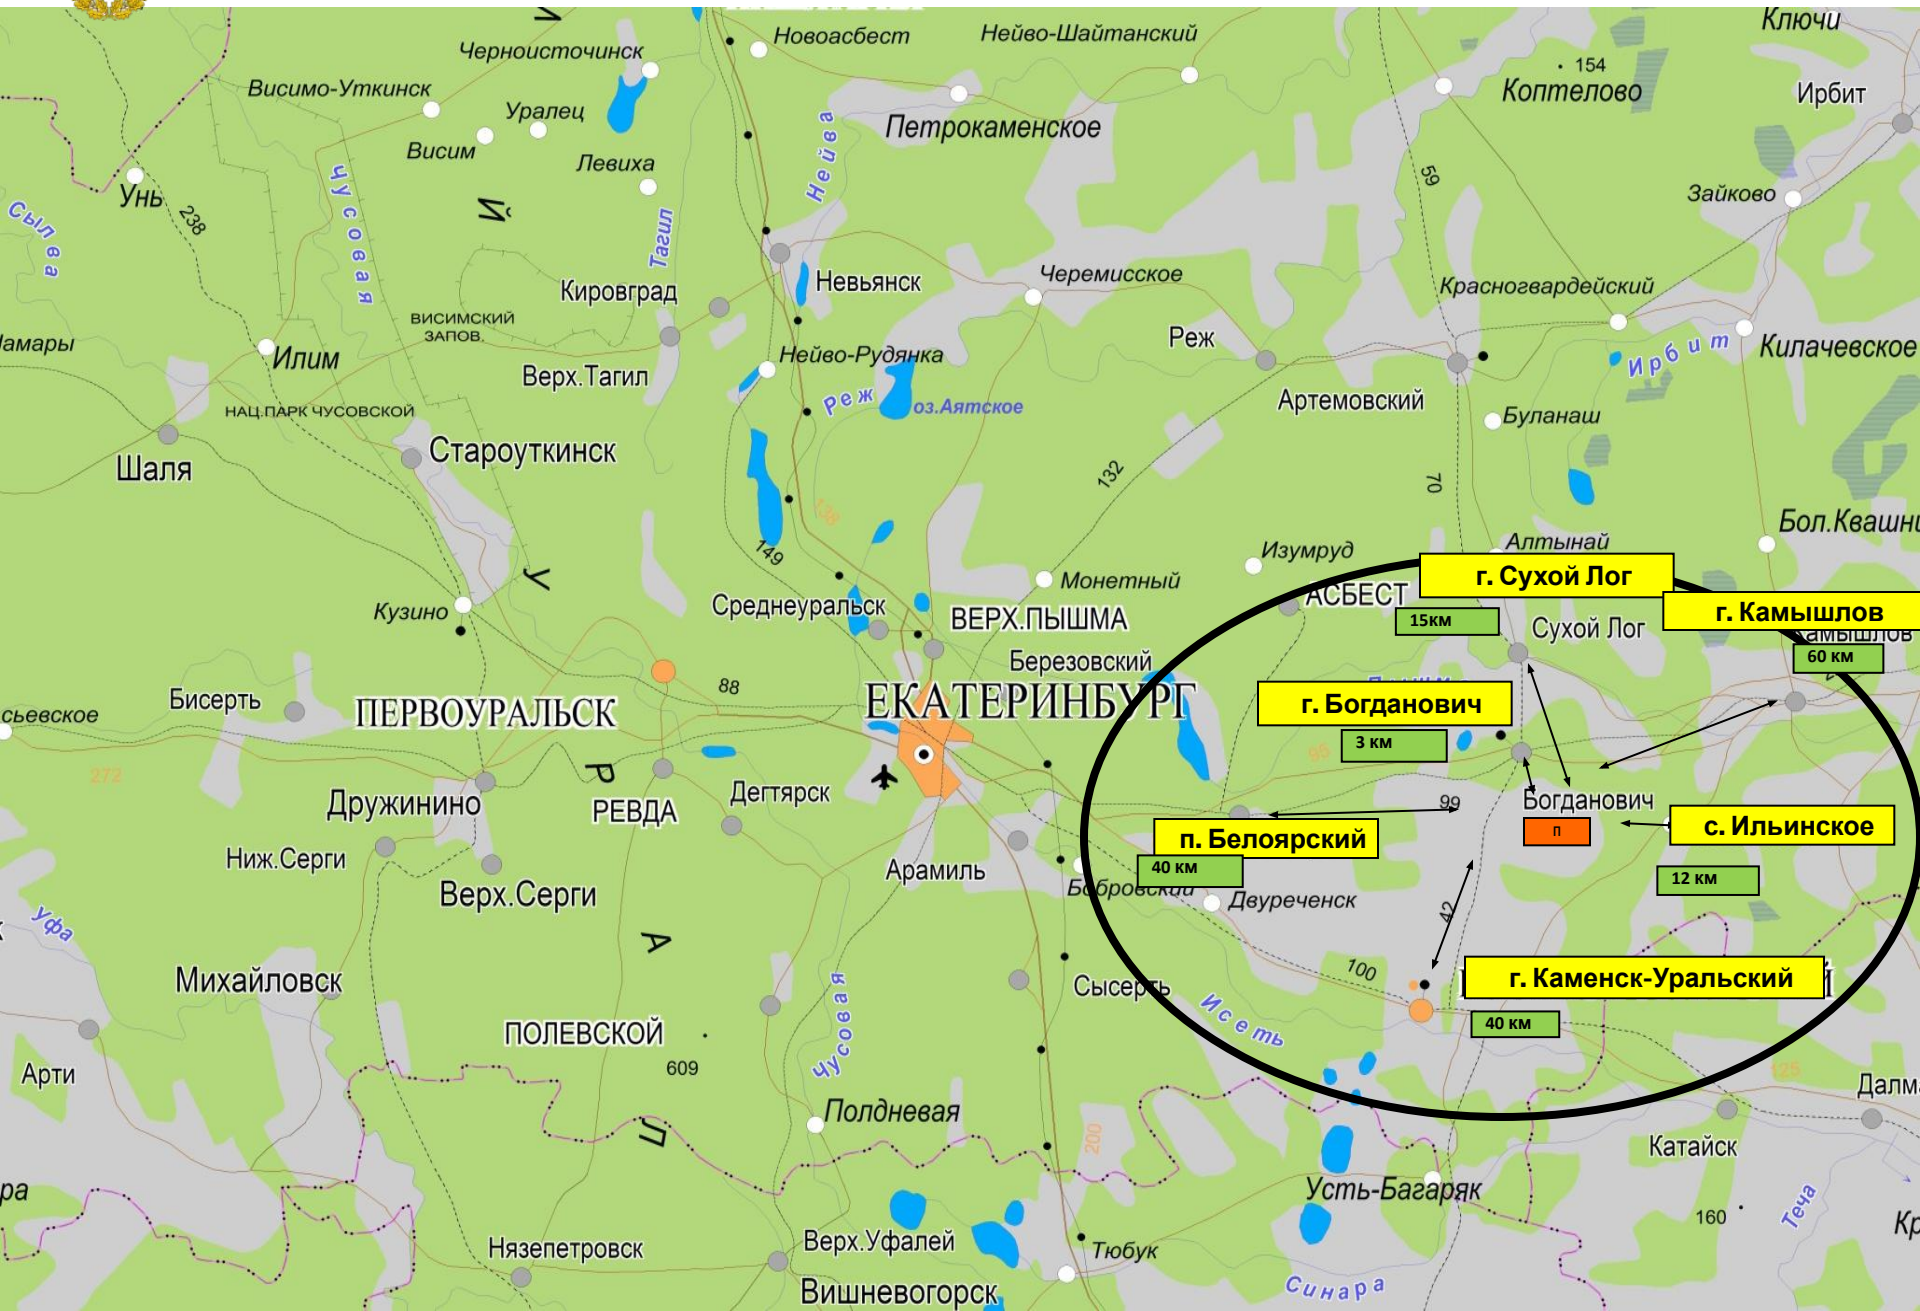 Ключи
Черноисточинск
Новоасбест
Нейво-Шайтанский
154
Коптелово
Ирбит
Висимо-Уткинск
Уралец
Висим
Левиха
Нейва
Петрокаменское
59
Зайково
Унь
238
Сылва
Чусовая
Й
Тагил
Невьянск
Черемисское
Красногвардейский
Кировград
ВИСИМСКИЙ
ЗАПОВ.
Илим
Верх.Тагил
Нейво-Рудянка
Реж
Ирбит
Килачевское
НАЦ.ПАРК ЧУСОВСКОЙ
Реж
оз.Аятское
Артемовский
Буланаш
Староуткинск
Шаля
132
70
138
149
Изумруд
Алтынай
У
Монетный
г. Сухой Лог
АСБЕСТ
Кузино
Среднеуральск
ВЕРХ.ПЫШМА
15км
Сухой Лог
г. Камышлов
60 км
Березовский
88
Бисерть
ПЕРВОУРАЛЬСК
ЕКАТЕРИНБУРГ
г. Богданович
3 км
95
272
Р
Дружинино
РЕВДА
Дегтярск
99
Богданович
П
с. Ильинское
п. Белоярский
40 км
12 км
Ниж.Серги
Верх.Серги
Арамиль
Бобровский
Двуреченск
42
Уфа
А
Михайловск
Чусовая
Сысерть
100
г. Каменск-Уральский
40 км
Исеть
ПОЛЕВСКОЙ
609
Арти
125
Полдневая
Л
200
Катайск
Усть-Багаряк
160
Теча
Нязепетровск
Верх.Уфалей
Тюбук
Вишневогорск
Синара